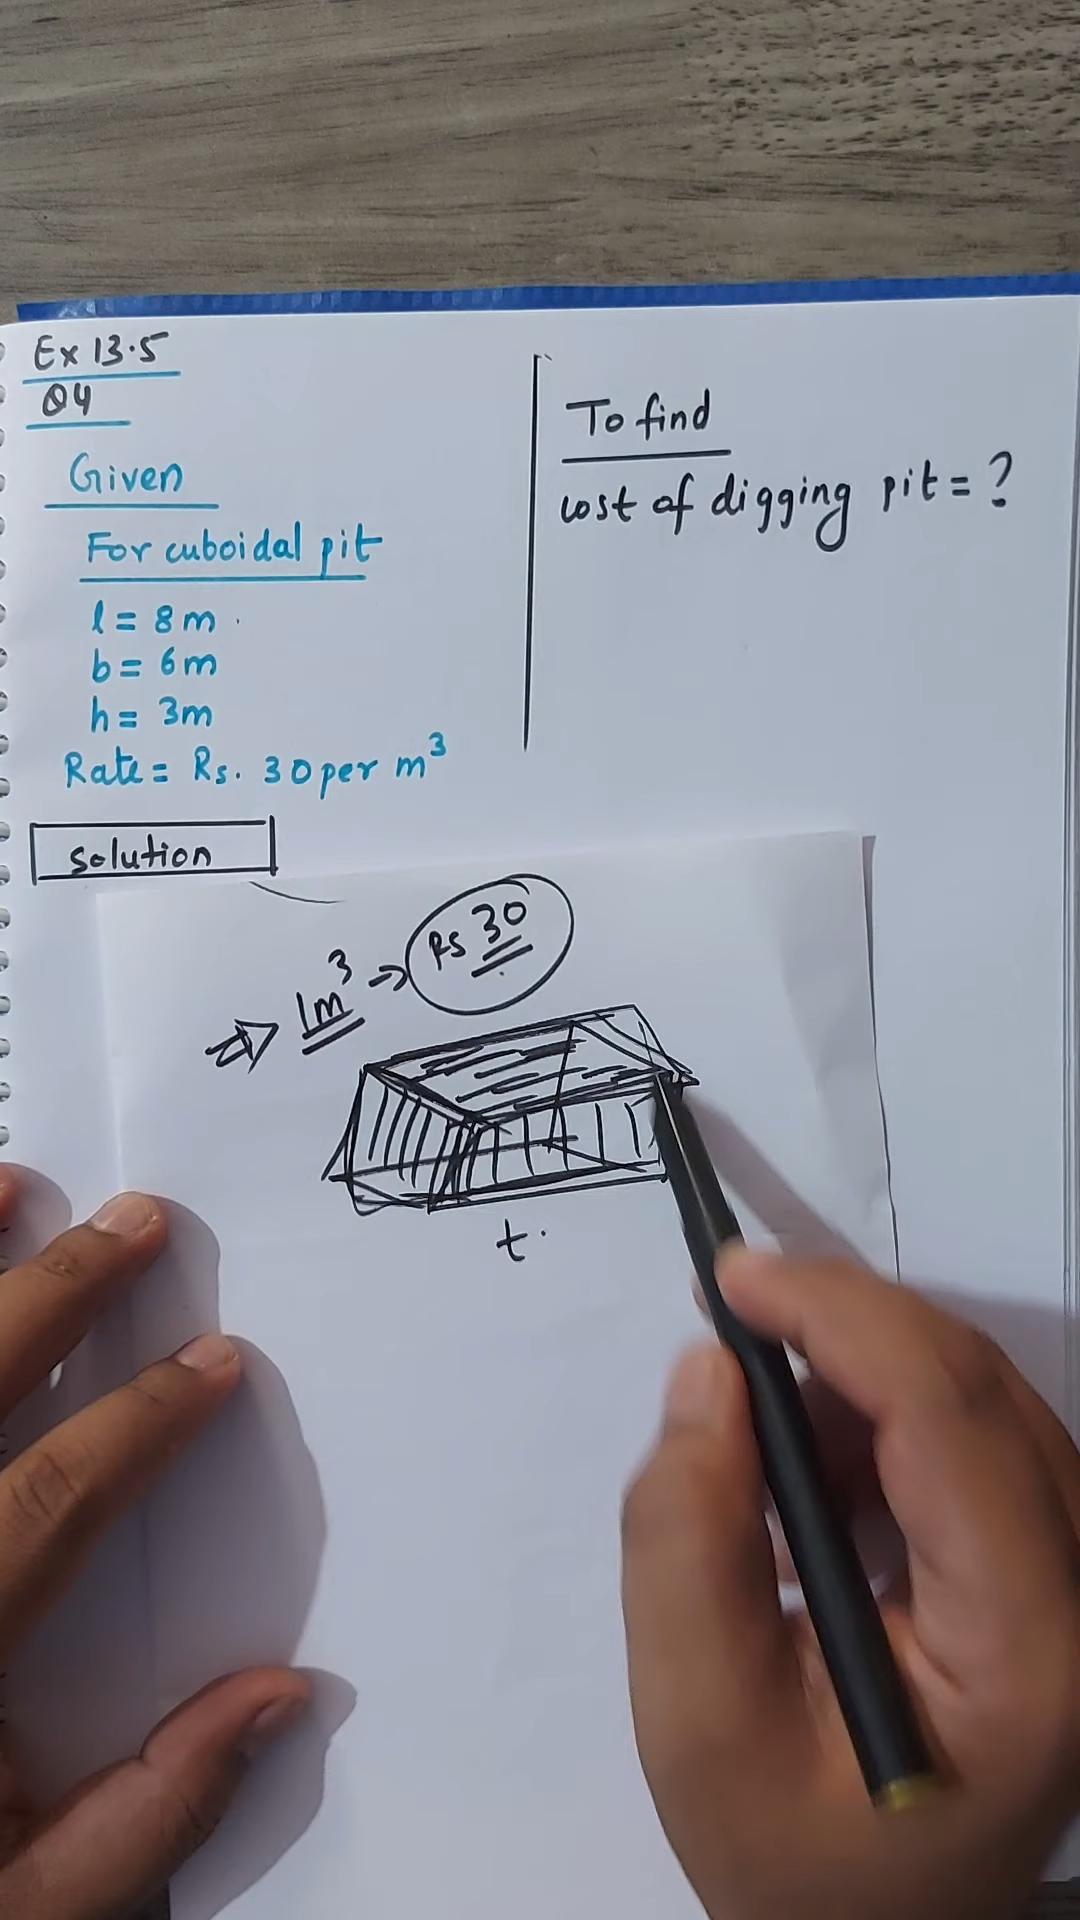 Ex 13.5
Q4
Given
For cuboidal pit
l = 8m
b = 6m
h = 3m
Rate = Rs. 30 per m³
To find
cost of digging pit = ?
Solution
⇒ 1m³ → Rs 30
t.